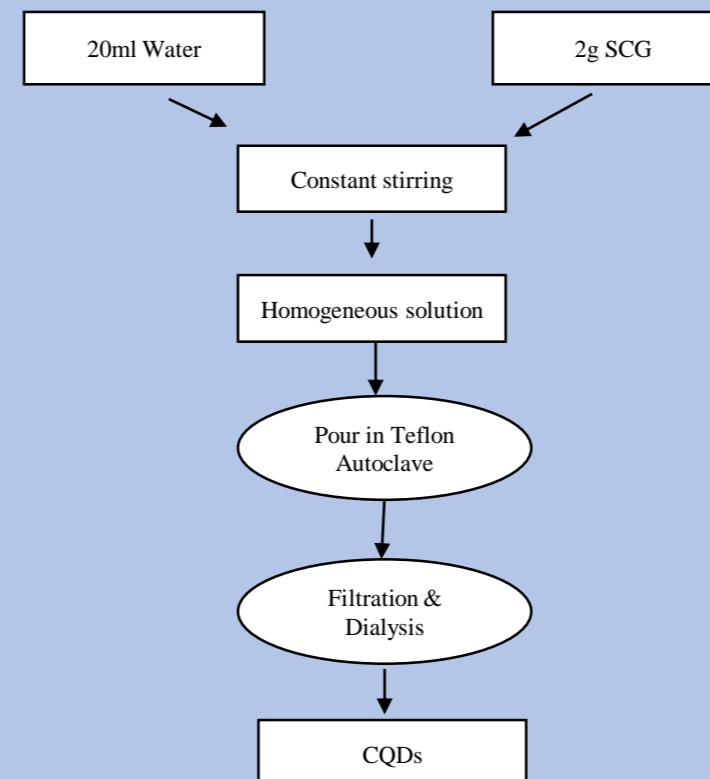 20ml Water
2g SCG
Constant stirring
Homogeneous solution
Pour in Teflon
Autoclave
Filtration &
Dialysis
CQDs